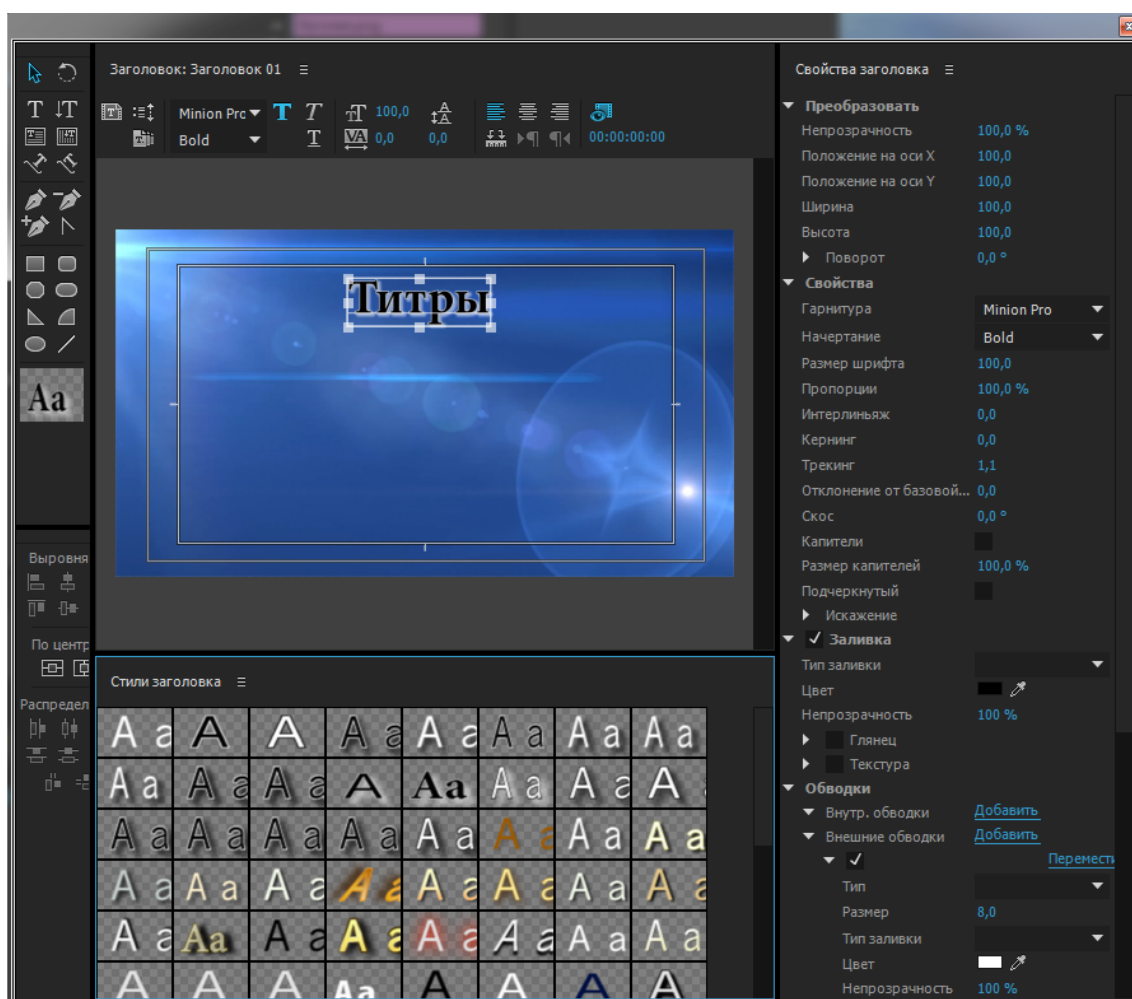 Заголовок: Заголовок 01
Minion Prc
T T 100,0
Bold
T VA 0,0 0,0 00:00:00:00
Титры
Aa
Выровня
По центр
Распредел
Стили заголовка
Свойства заголовка
Преобразовать
Непрозрачность 100,0 %
Положение на оси X 100,0
Положение на оси Y 100,0
Ширина 100,0
Высота 100,0
Поворот 0,0 °
Свойства
Гарнитура Minion Pro
Начертание Bold
Размер шрифта 100,0
Пропорции 100,0 %
Интерлиньяж 0,0
Кернинг 0,0
Трекинг 1,1
Отклонение от базовой... 0,0
Скос 0,0 °
Капители
Размер капителей 100,0 %
Подчеркнутый
Искажение
Заливка
Тип заливки
Цвет
Непрозрачность 100 %
Глянец
Текстура
Обводки
Внутр. обводки Добавить
Внешние обводки Добавить
Перемести
Тип
Размер 8,0
Тип заливки
Цвет
Непрозрачность 100 %